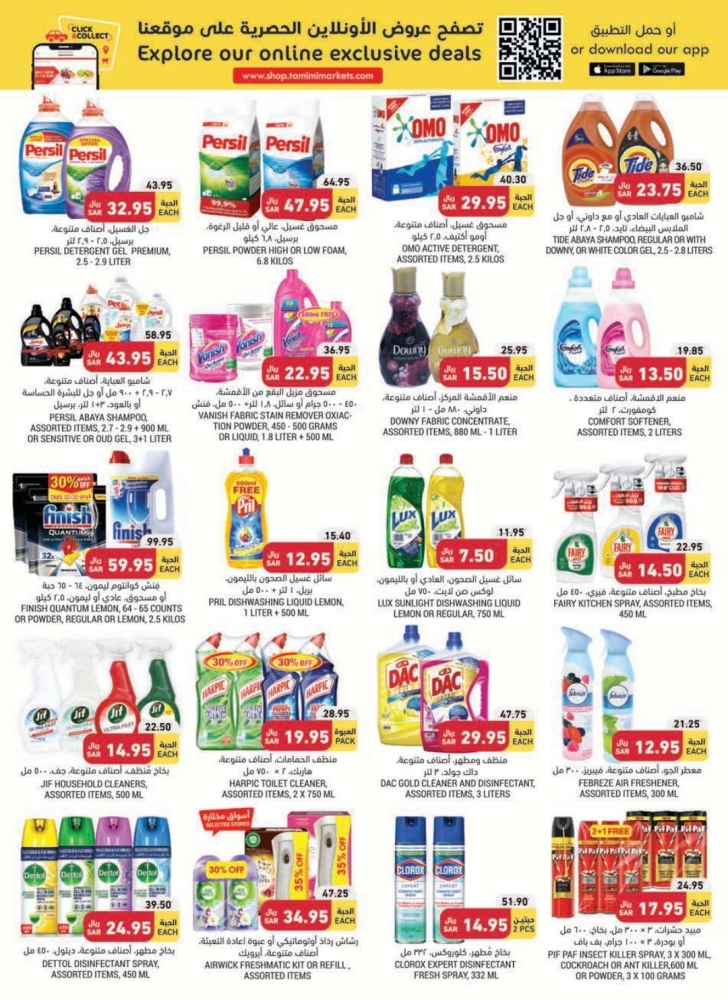 CLICK
&COLLECT
تصفح عروض الأونلاين الحصرية على موقعنا
Explore our online exclusive deals
www.shop.tamimimarkets.com
أو حمل التطبيق
or download our app
App Store
Google Play
43.95
SAR ريال 32.95 الحبة EACH
جل الغسيل، أصناف متنوعة،
برسيل، ٢,٥ - ٢,٩ لتر
PERSIL DETERGENT GEL PREMIUM,
2.5 - 2.9 LITER
64.95
SAR ريال 47.95 الحبة EACH
مسحوق غسيل، عالي أو قليل الرغوة،
برسيل، ٦,٨ كيلو
PERSIL POWDER HIGH OR LOW FOAM,
6.8 KILOS
40.30
SAR ريال 29.95 الحبة EACH
مسحوق غسيل، أصناف متنوعة،
أومو أكتيف، ٢,٥ كيلو
OMO ACTIVE DETERGENT,
ASSORTED ITEMS, 2.5 KILOS
36.50
SAR ريال 23.75 الحبة EACH
شامبو العبايات العادي أو مع داوني، أو جل
الملابس البيضاء، تايد، ٢,٥ - ٢,٨ لتر
TIDE ABAYA SHAMPOO, REGULAR OR WITH
DOWNY, OR WHITE COLOR GEL, 2.5 - 2.8 LITERS
58.95
SAR ريال 43.95 الحبة EACH
شامبو العباية، أصناف متنوعة،
٢,٧ - ٢,٩ + ٩٠٠ مل أو جل للبشرة الحساسة
أو بالعود، ٣+١ لتر، برسيل
PERSIL ABAYA SHAMPOO,
ASSORTED ITEMS, 2.7 - 2.9 + 900 ML
OR SENSITIVE OR OUD GEL, 3+1 LITER
36.95
SAR ريال 22.95 الحبة EACH
مسحوق مزيل البقع من الأقمشة،
٤٥٠ - ٥٠٠ جرام أو سائل، ١,٨ لتر+ ٥٠٠ مل، فنش
VANISH FABRIC STAIN REMOVER OXIAC-
TION POWDER, 450 - 500 GRAMS
OR LIQUID, 1.8 LITER + 500 ML
25.95
SAR ريال 15.50 الحبة EACH
منعم الأقمشة المركز، أصناف متنوعة،
داوني، ٨٨٠ مل - ١ لتر
DOWNY FABRIC CONCENTRATE,
ASSORTED ITEMS, 880 ML - 1 LITER
19.85
SAR ريال 13.50 الحبة EACH
منعم الأقمشة، أصناف متعددة،
كومفورت، ٢ لتر
COMFORT SOFTENER,
ASSORTED ITEMS, 2 LITERS
30% OFF
99.95
SAR ريال 59.95 الحبة EACH
فنش كوانتوم ليمون، ٦٤ - ٦٥ حبة
أو مسحوق، عادي أو ليمون، ٢,٥ كيلو
FINISH QUANTUM LEMON, 64 - 65 COUNTS
OR POWDER, REGULAR OR LEMON, 2.5 KILOS
500ml
FREE
Pril
15.40
SAR ريال 12.95 الحبة EACH
سائل غسيل الصحون بالليمون،
بريل، ١ لتر + ٥٠٠ مل
PRIL DISHWASHING LIQUID LEMON,
1 LITER + 500 ML
11.95
SAR ريال 7.50 الحبة EACH
سائل غسيل الصحون، العادي أو بالليمون،
لوكس صن لايت، ٧٥٠ مل
LUX SUNLIGHT DISHWASHING LIQUID
LEMON OR REGULAR, 750 ML
22.95
SAR ريال 14.50 الحبة EACH
بخاخ مطبخ، أصناف متنوعة، فيري، ٤٥٠ مل
FAIRY KITCHEN SPRAY, ASSORTED ITEMS,
450 ML
22.50
SAR ريال 14.95 الحبة EACH
بخاخ مُنظف، أصناف متنوعة، جف، ٥٠٠ مل
JIF HOUSEHOLD CLEANERS,
ASSORTED ITEMS, 500 ML
30% OFF
30% OFF
28.95
SAR ريال 19.95 العبوة PACK
منظف الحمامات، أصناف متنوعة،
هاربك، ٢ × ٧٥٠ مل
HARPIC TOILET CLEANER,
ASSORTED ITEMS, 2 X 750 ML
47.75
SAR ريال 29.95 الحبة EACH
منظف ومطهر، أصناف متنوعة،
داك جولد، ٣ لتر
DAC GOLD CLEANER AND DISINFECTANT,
ASSORTED ITEMS, 3 LITERS
21.25
SAR ريال 12.95 الحبة EACH
معطر الجو، أصناف متنوعة، فيبريز، ٣٠٠ مل
FEBREZE AIR FRESHENER,
ASSORTED ITEMS, 300 ML
39.50
SAR ريال 24.95 الحبة EACH
بخاخ مطهر، أصناف متنوعة، ديتول، ٤٥٠ مل
DETTOL DISINFECTANT SPRAY,
ASSORTED ITEMS, 450 ML
أسواق مختارة
SELECTED STORES
30% OFF
35% OFF
35% OFF
47.25
SAR ريال 34.95 الحبة EACH
رشاش رذاذ أوتوماتيكي أو عبوة اعادة التعبئة،
أصناف متنوعة، أيرويك
AIRWICK FRESHMATIC KIT OR REFILL ,
ASSORTED ITEMS
51.90
SAR ريال 14.95 حبتين 2 PCS
بخاخ مُطهر، كلوروكس، ٣٣٢ مل
CLOROX EXPERT DISINFECTANT
FRESH SPRAY, 332 ML
2+1 FREE
24.95
SAR ريال 17.95 الحبة EACH
مبيد حشرات، ٣ × ٣٠٠ مل، بخاخ، ٦٠٠ مل
أو بودرة، ٣ × ١٠٠ جرام، بف باف
PIF PAF INSECT KILLER SPRAY 3 X 300 ML,
COCKROACH OR ANT KILLER,600 ML
OR POWDER, 3 X 100 GRAMS